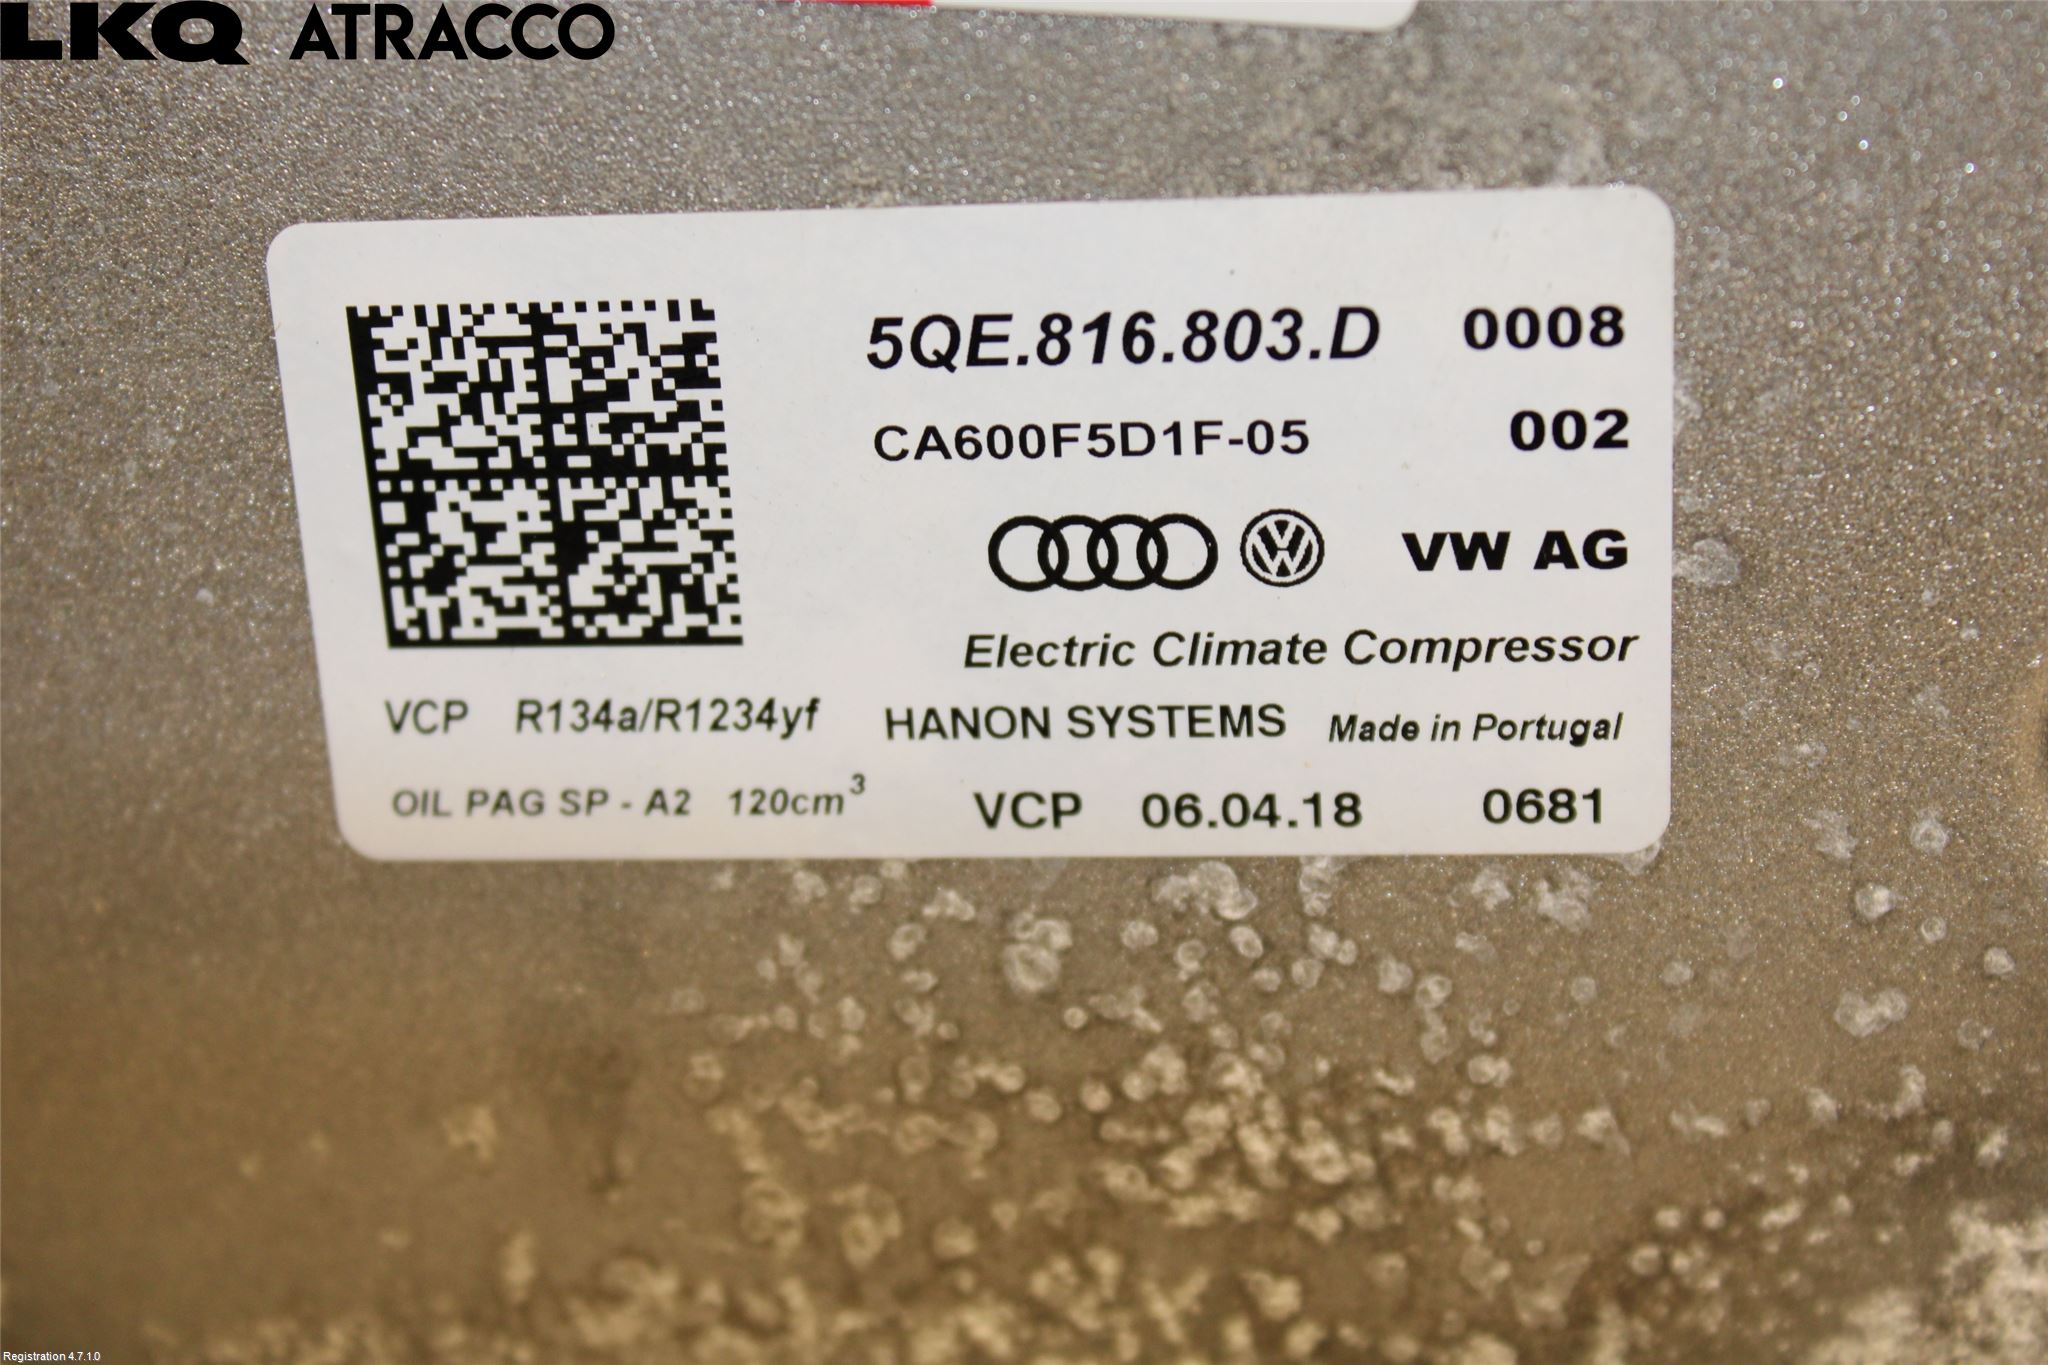 LKQ ATRACCO
5QE.816.803.D 0008
CA600F5D1F-05 002
VW AG
Electric Climate Compressor
VCP R134a/R1234yf HANON SYSTEMS Made in Portugal
OIL PAG SP - A2 120cm³ VCP 06.04.18 0681
Registration 4.7.1.0